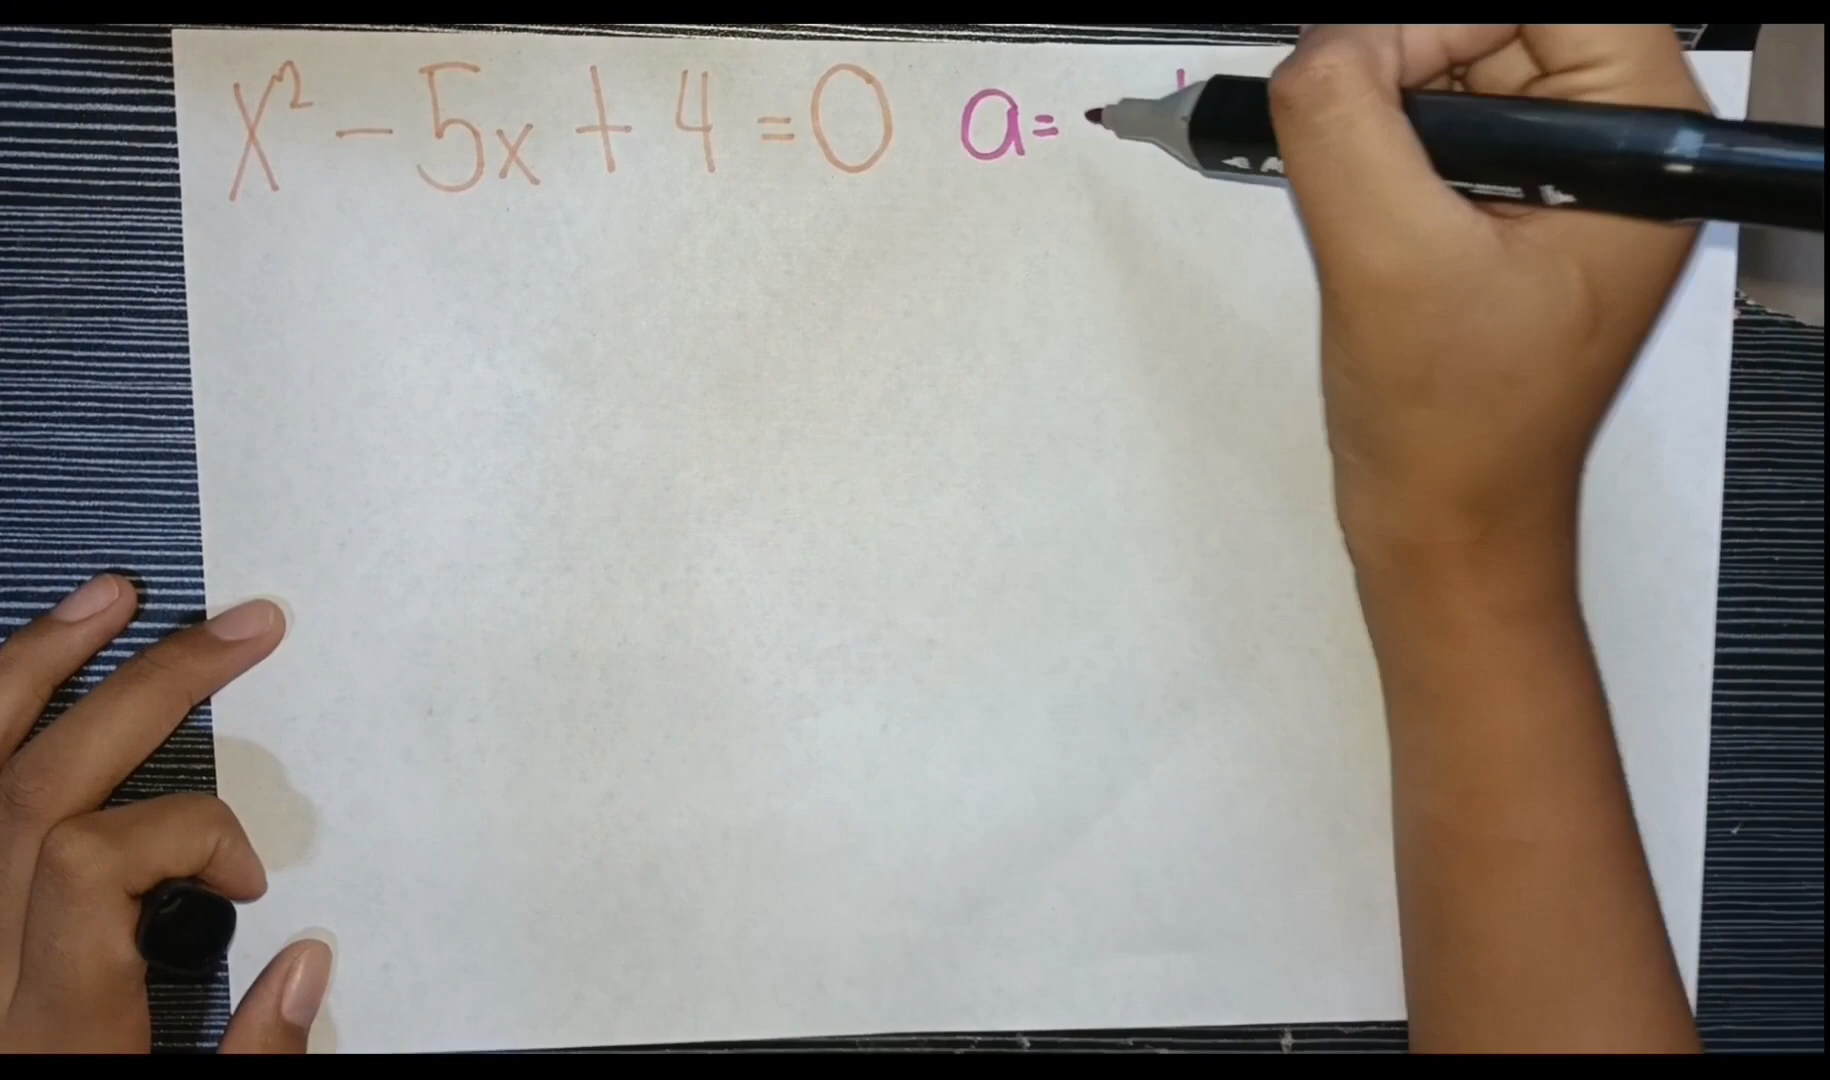 x² - 5x + 4 = 0 a=